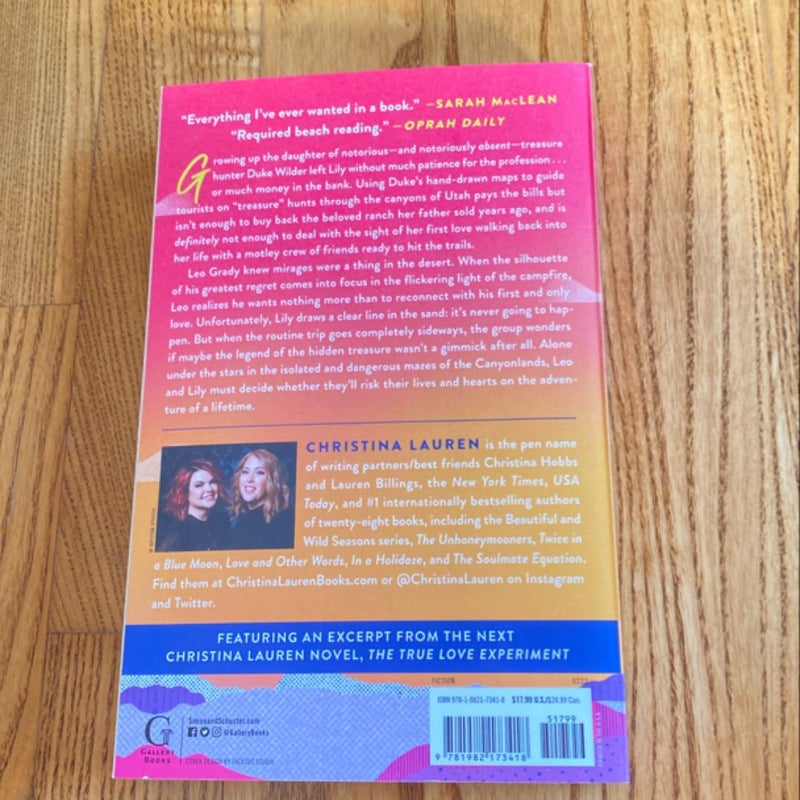 "Everything I've ever wanted in a book." —SARAH MACLEAN
"Required beach reading." —OPRAH DAILY
Growing up the daughter of notorious—and notoriously absent—treasure
hunter Duke Wilder left Lily without much patience for the profession . . .
or much money in the bank. Using Duke's hand-drawn maps to guide
tourists on "treasure" hunts through the canyons of Utah pays the bills but
isn't enough to buy back the beloved ranch her father sold years ago, and is
definitely not enough to deal with the sight of her first love walking back into
her life with a motley crew of friends ready to hit the trails.
Leo Grady knew mirages were a thing in the desert. When the silhouette
of his greatest regret comes into focus in the flickering light of the campfire,
Leo realizes he wants nothing more than to reconnect with his first and only
love. Unfortunately, Lily draws a clear line in the sand: it's never going to hap-
pen. But when the routine trip goes completely sideways, the group wonders
if maybe the legend of the hidden treasure wasn't a gimmick after all. Alone
under the stars in the isolated and dangerous mazes of the Canyonlands, Leo
and Lily must decide whether they'll risk their lives and hearts on the adven-
ture of a lifetime.
CHRISTINA LAUREN is the pen name
of writing partners/best friends Christina Hobbs
and Lauren Billings, the New York Times, USA
Today, and #1 internationally bestselling authors
of twenty-eight books, including the Beautiful and
Wild Seasons series, The Unhoneymooners, Twice in
a Blue Moon, Love and Other Words, In a Holidaze, and The Soulmate Equation.
Find them at ChristinaLaurenBooks.com or @ChristinaLauren on Instagram
and Twitter.
FEATURING AN EXCERPT FROM THE NEXT
CHRISTINA LAUREN NOVEL, THE TRUE LOVE EXPERIMENT
FICTION
G
GALLERY
BOOKS
SimonandSchuster.com
@GalleryBooks
COVER DESIGN BY FACEOUT STUDIO
ISBN 978-1-9821-7341-8 $17.99 U.S./$24.99 Can.
51799
9 781982 173418
PRINTED IN THE U.S.A.